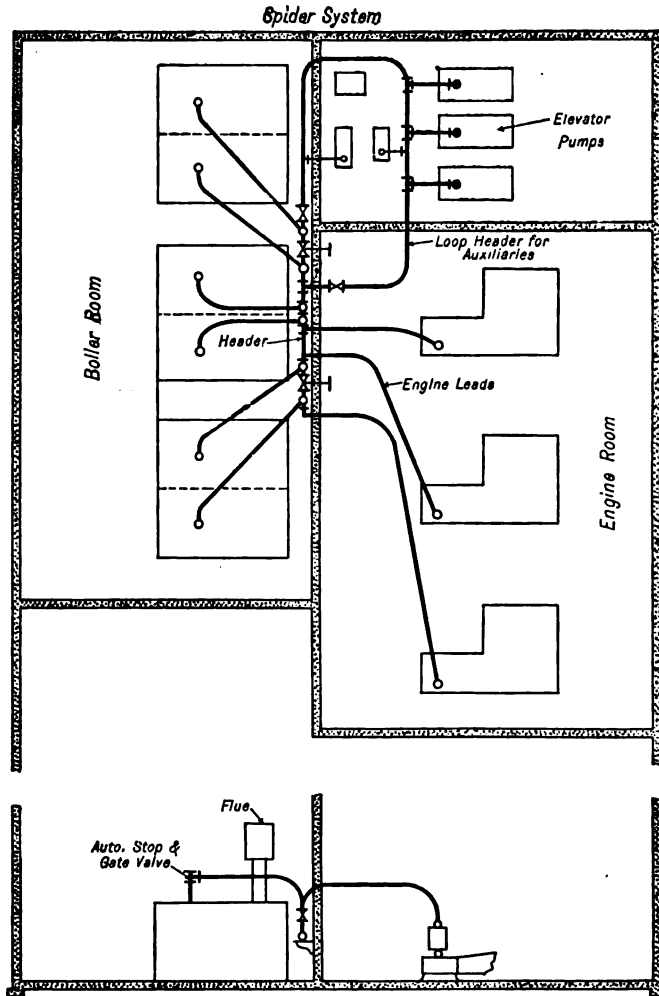 Spider System
Elevator
Pumps
Loop Header for
Auxiliaries
Boiler Room
Header
Engine Leads
Engine Room
Flue
Auto. Stop &
Gate Valve